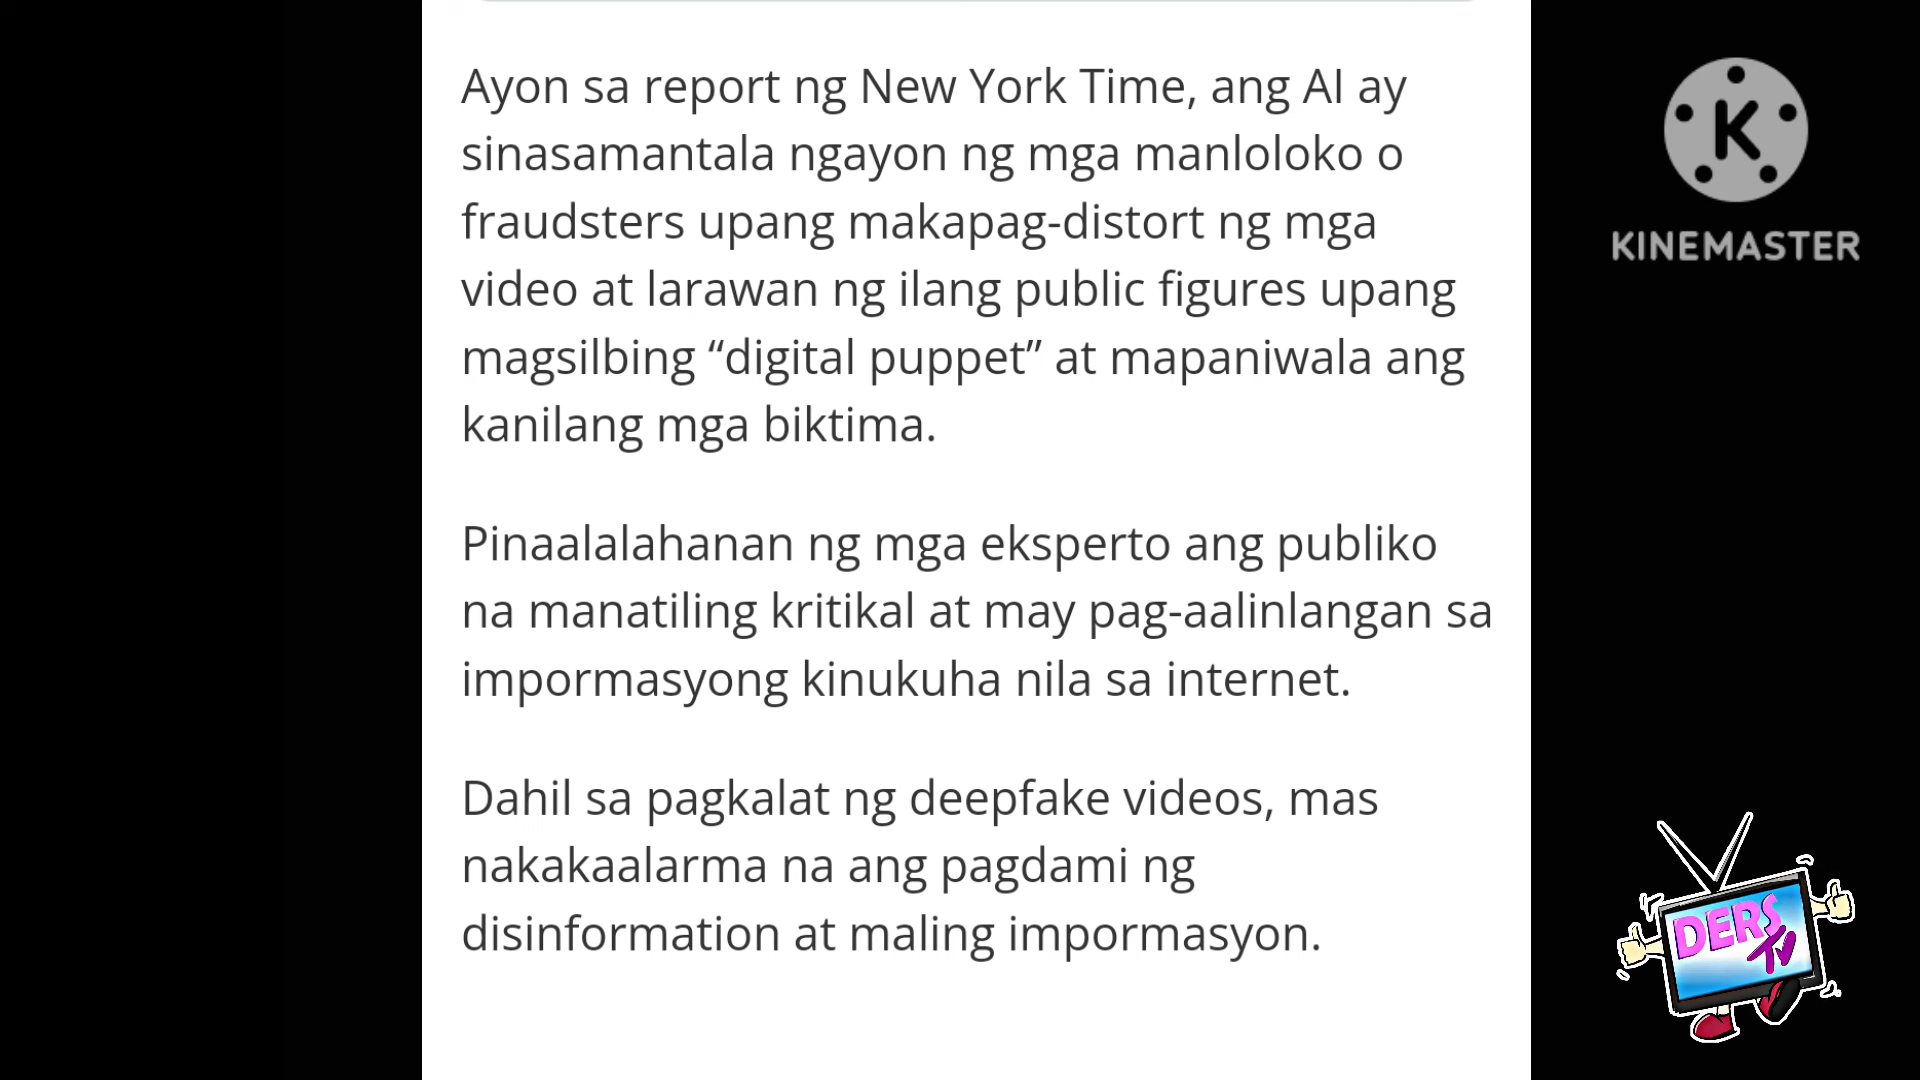 Ayon sa report ng New York Time, ang AI ay
sinasamantala ngayon ng mga manloloko o
fraudsters upang makapag-distort ng mga
video at larawan ng ilang public figures upang
magsilbing “digital puppet” at mapaniwala ang
kanilang mga biktima.
Pinaalalahanan ng mga eksperto ang publiko
na manatiling kritikal at may pag-aalinlangan sa
impormasyong kinukuha nila sa internet.
Dahil sa pagkalat ng deepfake videos, mas
nakakaalarma na ang pagdami ng
disinformation at maling impormasyon.
K
KINEMASTER
DERS
TV